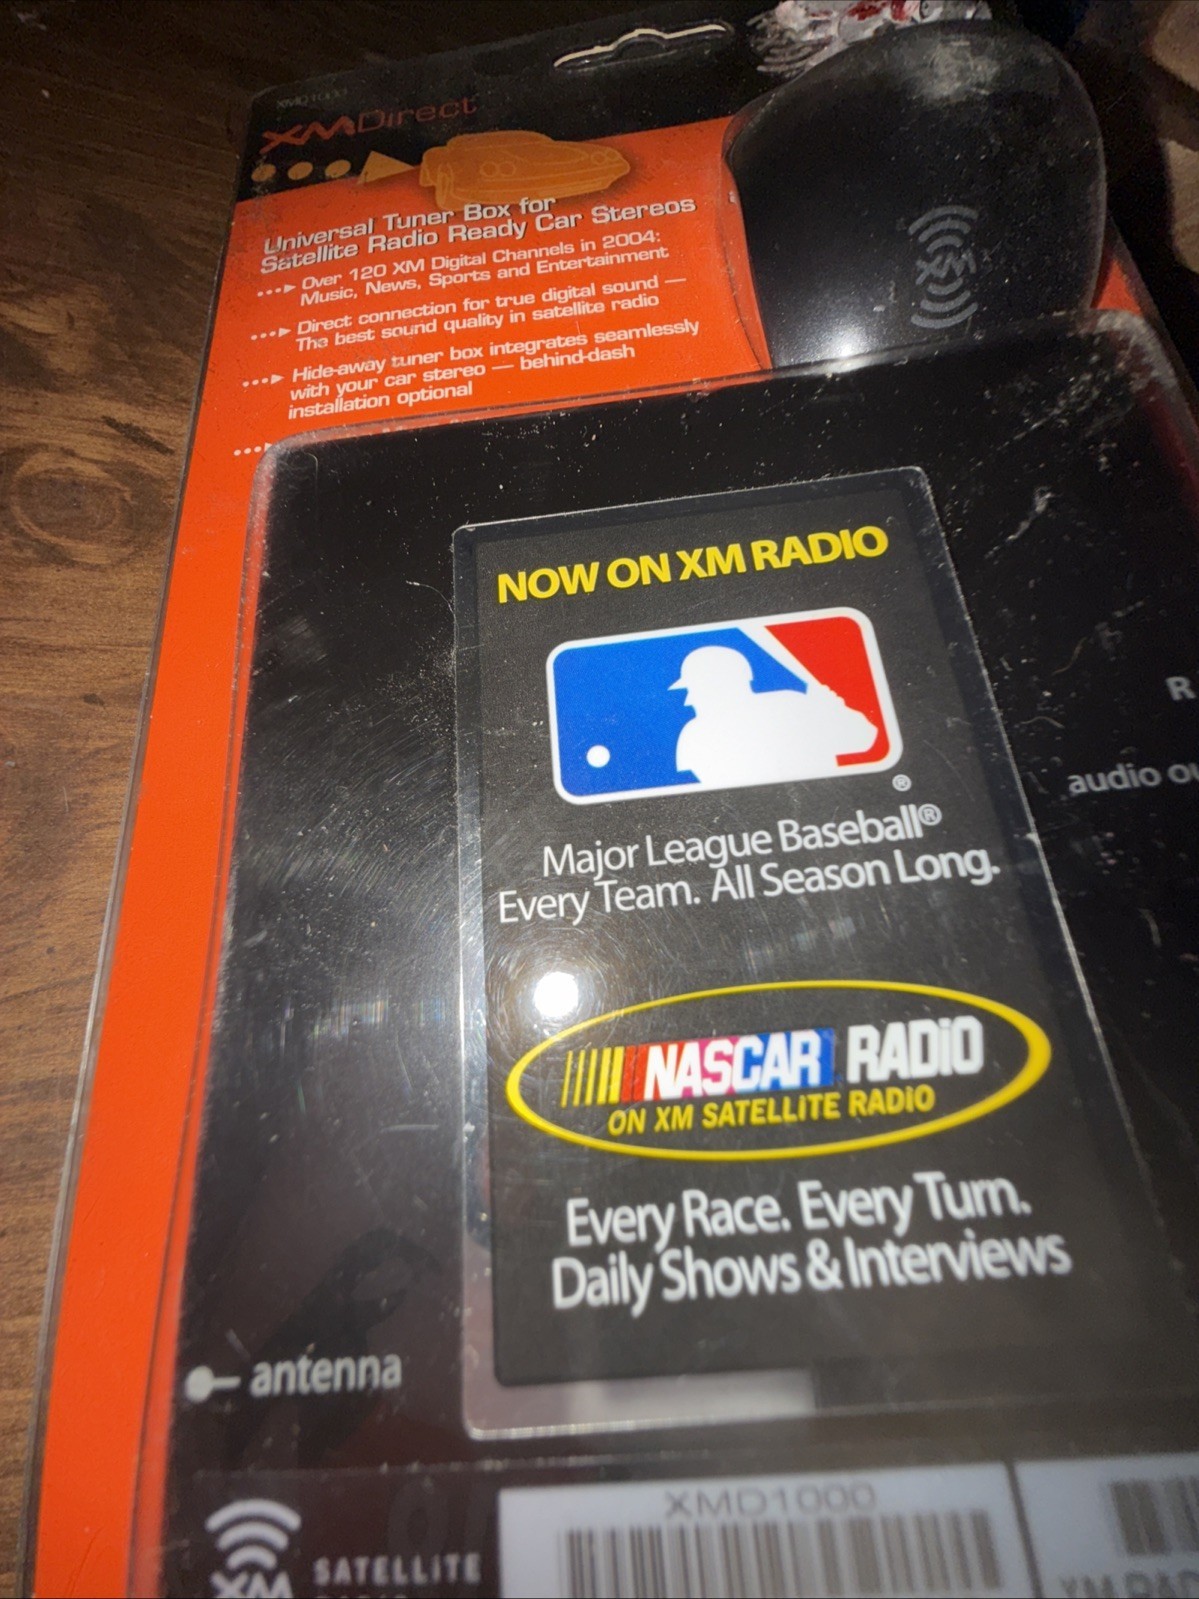 XMD1000
XMDirect
Universal Tuner Box for
Satellite Radio Ready Car Stereos
Over 120 XM Digital Channels in 2004:
Music, News, Sports and Entertainment
Direct connection for true digital sound —
The best sound quality in satellite radio
Hide-away tuner box integrates seamlessly
with your car stereo — behind-dash
installation optional
XM
NOW ON XM RADIO
®
Major League Baseball®
Every Team. All Season Long.
NASCAR RADiO
ON XM SATELLiTE RADIO
Every Race. Every Turn.
Daily Shows & Interviews
R
audio
antenna
XM SATELLITE
XMD1000